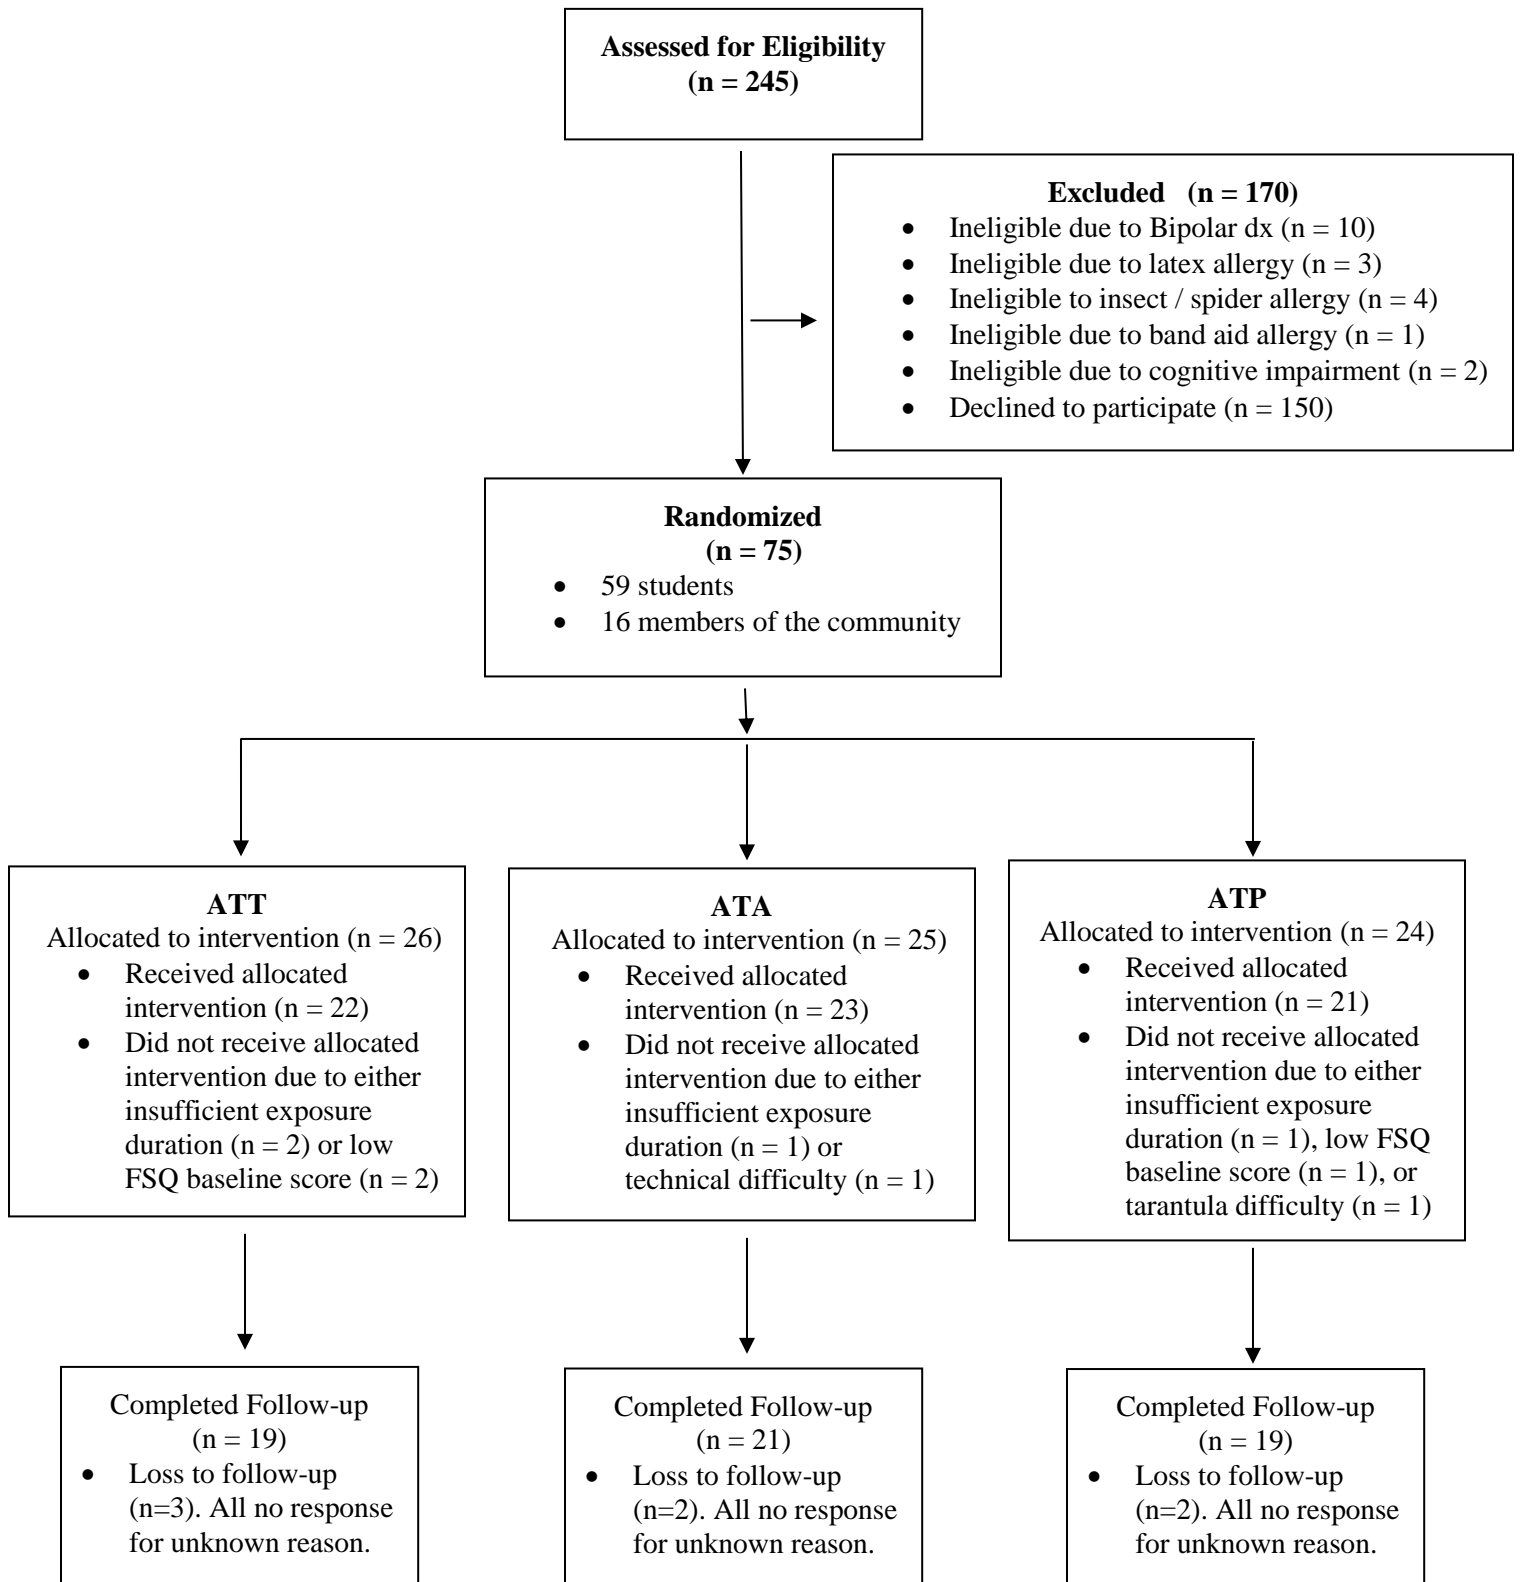 Assessed for Eligibility
(n = 245)
Excluded (n = 170)
• Ineligible due to Bipolar dx (n = 10)
• Ineligible due to latex allergy (n = 3)
• Ineligible to insect / spider allergy (n = 4)
• Ineligible due to band aid allergy (n = 1)
• Ineligible due to cognitive impairment (n = 2)
• Declined to participate (n = 150)
Randomized
(n = 75)
• 59 students
• 16 members of the community
ATT
Allocated to intervention (n = 26)
• Received allocated
intervention (n = 22)
• Did not receive allocated
intervention due to either
insufficient exposure
duration (n = 2) or low
FSQ baseline score (n = 2)
ATA
Allocated to intervention (n = 25)
• Received allocated
intervention (n = 23)
• Did not receive allocated
intervention due to either
insufficient exposure
duration (n = 1) or
technical difficulty (n = 1)
ATP
Allocated to intervention (n = 24)
• Received allocated
intervention (n = 21)
• Did not receive allocated
intervention due to either
insufficient exposure
duration (n = 1), low FSQ
baseline score (n = 1), or
tarantula difficulty (n = 1)
Completed Follow-up
(n = 19)
• Loss to follow-up
(n=3). All no response
for unknown reason.
Completed Follow-up
(n = 21)
• Loss to follow-up
(n=2). All no response
for unknown reason.
Completed Follow-up
(n = 19)
• Loss to follow-up
(n=2). All no response
for unknown reason.